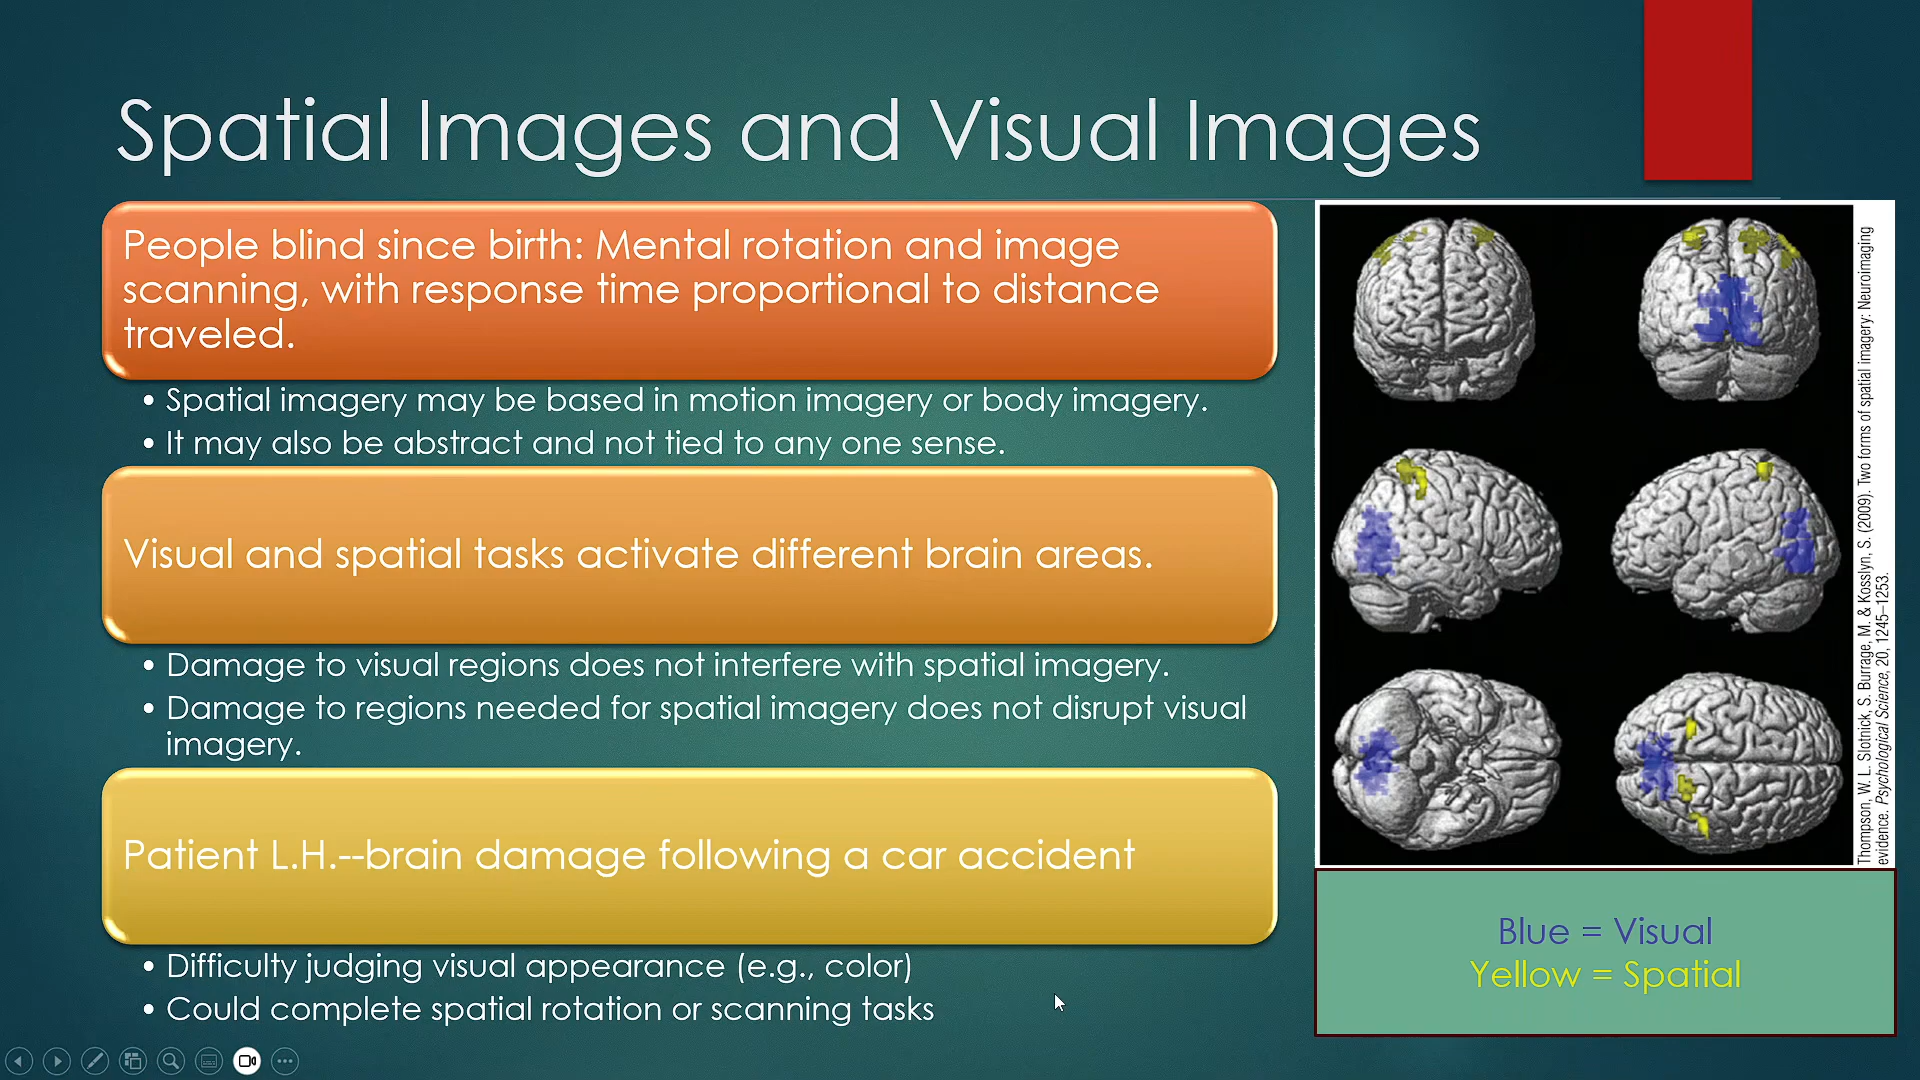 Spatial Images and Visual Images
People blind since birth: Mental rotation and image
scanning, with response time proportional to distance
traveled.
• Spatial imagery may be based in motion imagery or body imagery.
• It may also be abstract and not tied to any one sense.
Visual and spatial tasks activate different brain areas.
• Damage to visual regions does not interfere with spatial imagery.
• Damage to regions needed for spatial imagery does not disrupt visual
imagery.
Patient L.H.--brain damage following a car accident
• Difficulty judging visual appearance (e.g., color)
• Could complete spatial rotation or scanning tasks
Thompson, W. L. Slotnick, S. Burrage, M. & Kosslyn, S. (2009). Two forms of spatial imagery: Neuroimaging
evidence. Psychological Science, 20, 1245–1253.
Blue = Visual
Yellow = Spatial